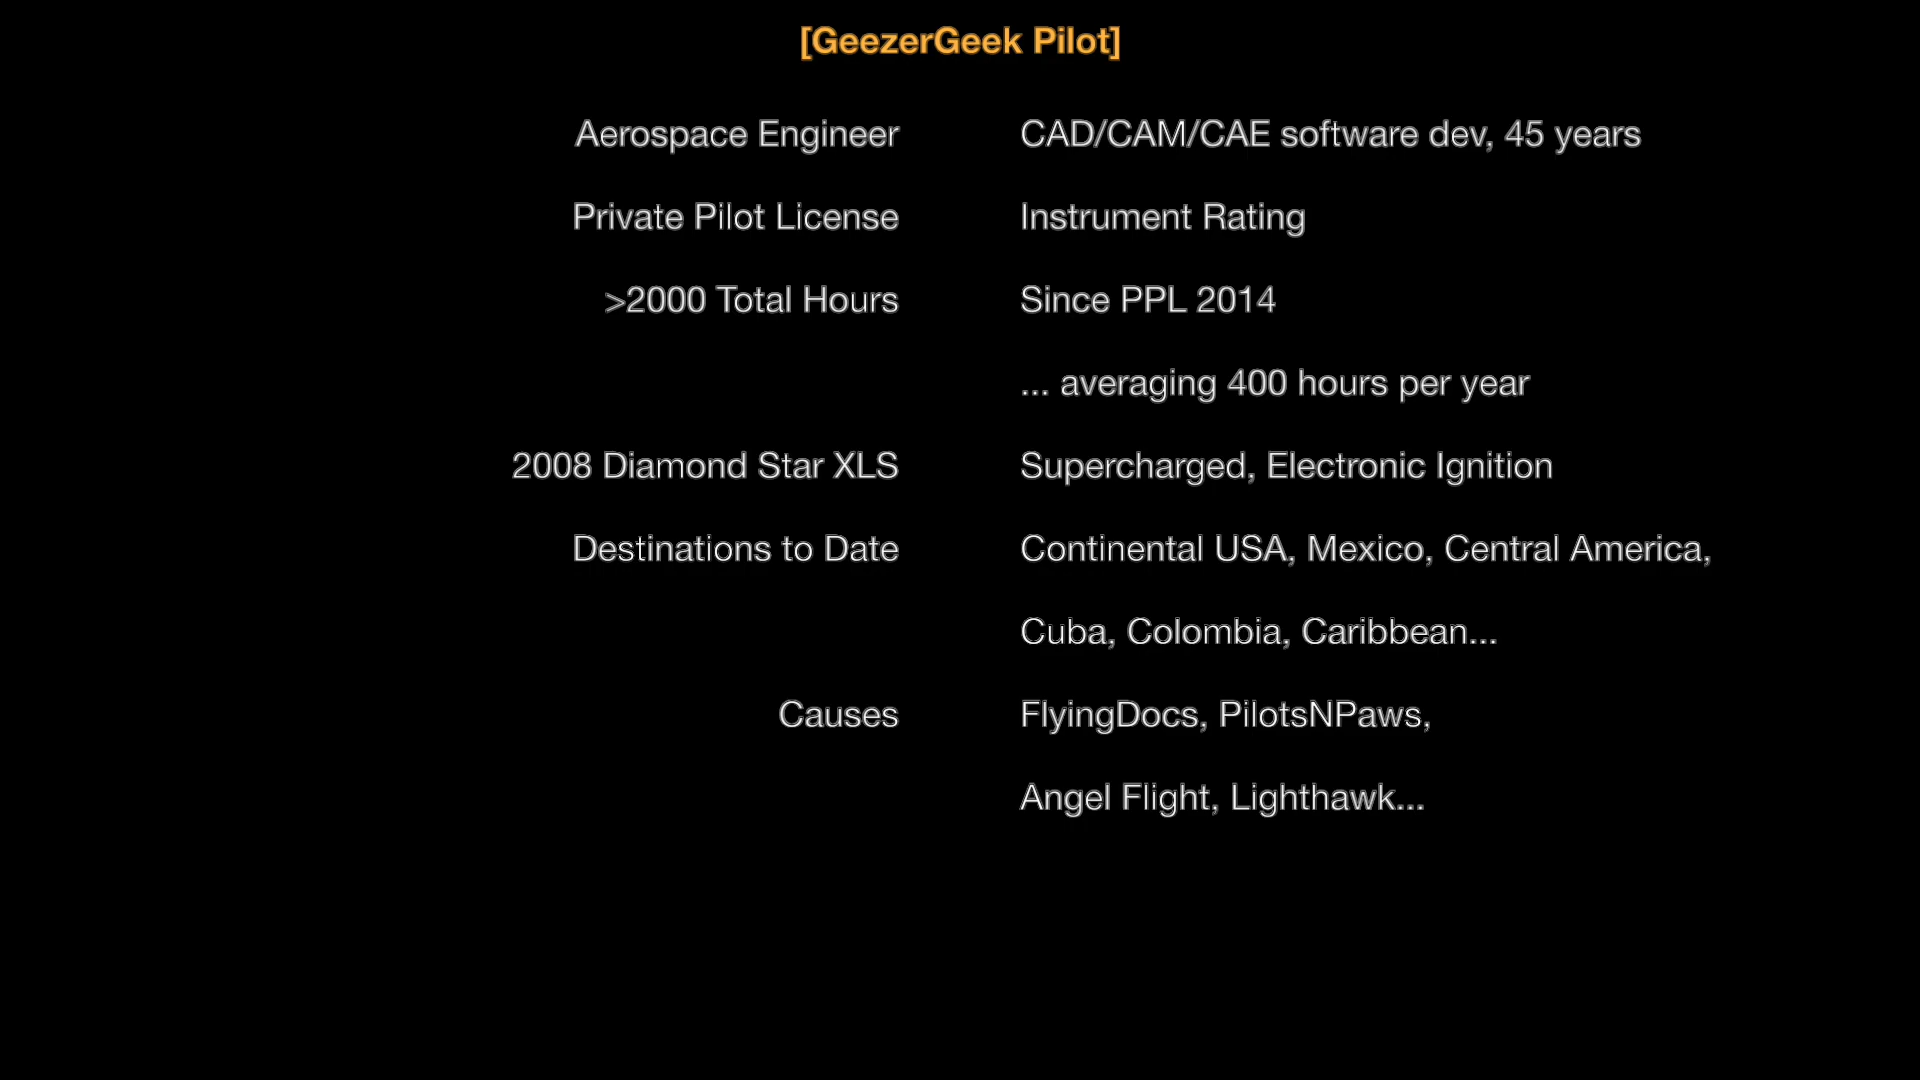 [GeezerGeek Pilot]
Aerospace Engineer CAD/CAM/CAE software dev, 45 years
Private Pilot License Instrument Rating
>2000 Total Hours Since PPL 2014
... averaging 400 hours per year
2008 Diamond Star XLS Supercharged, Electronic Ignition
Destinations to Date Continental USA, Mexico, Central America,
Cuba, Colombia, Caribbean...
Causes FlyingDocs, PilotsNPaws,
Angel Flight, Lighthawk...